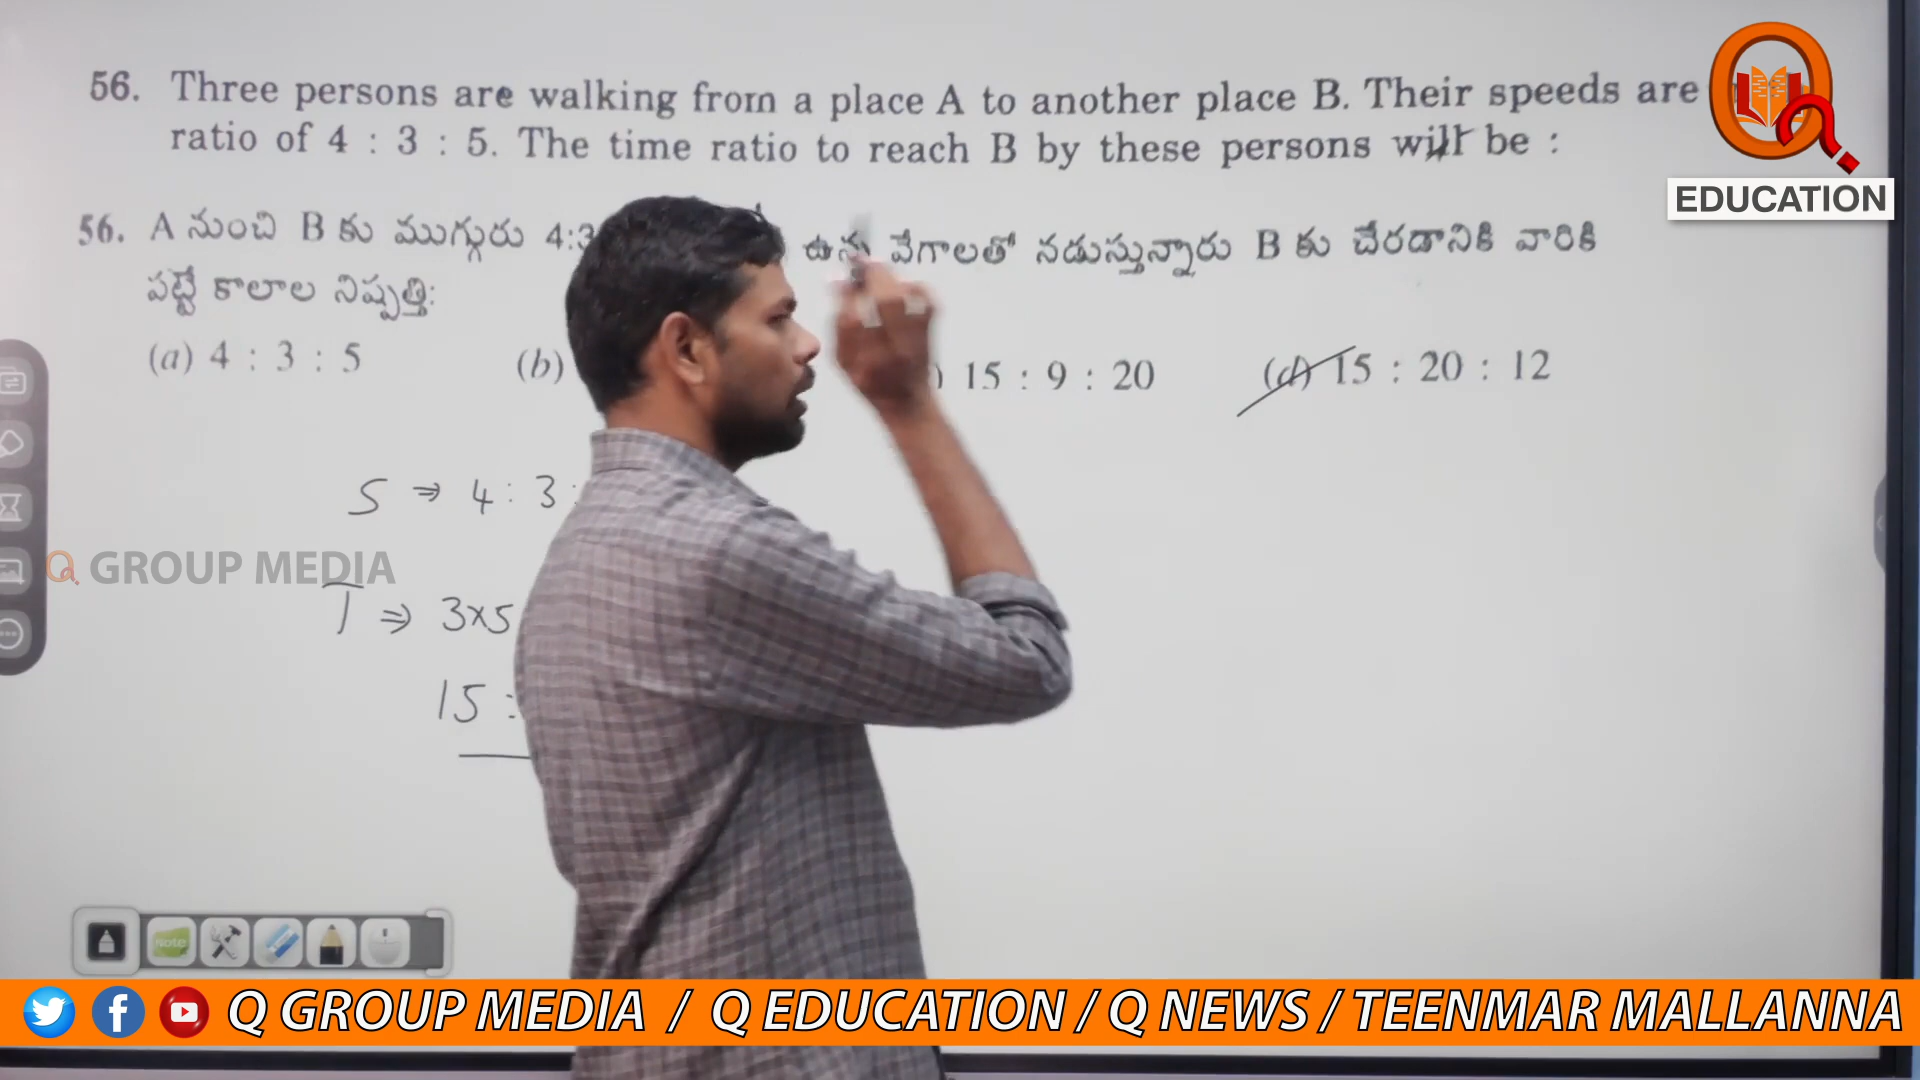 56. Three persons are walking from a place A to another place B. Their speeds are
ratio of 4 : 3 : 5. The time ratio to reach B by these persons will be :
56. A నుంచి B కు ముగ్గురు 4:3 ఉన్న వేగాలతో నడుస్తున్నారు B కు చేరడానికి వారికి
పట్టే కాలాల నిష్పత్తి:
(a) 4 : 3 : 5
(b)
) 15 : 9 : 20
(d) 15 : 20 : 12
S ⇒ 4 : 3 :
T ⇒ 3x5
15 :
EDUCATION
Q GROUP MEDIA
note
Q GROUP MEDIA / Q EDUCATION / Q NEWS / TEENMAR MALLANNA